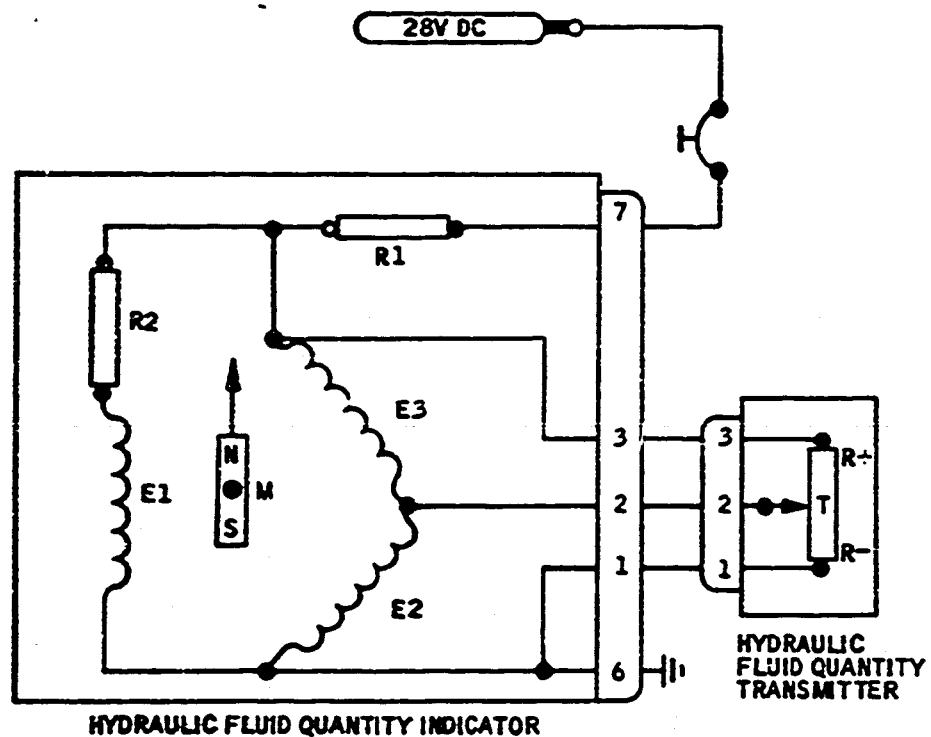 28V DC
7
R1
R2
E3
N
M
S
E1
E2
3
2
1
6
3
2
1
R+
T
R-
HYDRAULIC
FLUID QUANTITY
TRANSMITTER
HYDRAULIC FLUID QUANTITY INDICATOR